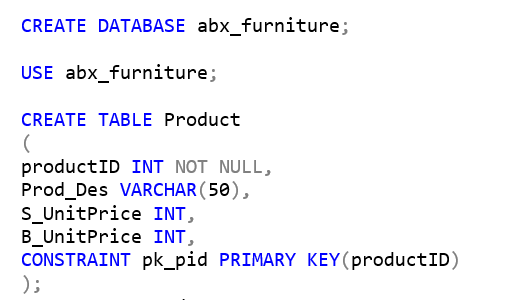 CREATE DATABASE abx_furniture;
USE abx_furniture;
CREATE TABLE Product
(
productID INT NOT NULL,
Prod_Des VARCHAR(50),
S_UnitPrice INT,
B_UnitPrice INT,
CONSTRAINT pk_pid PRIMARY KEY(productID)
);